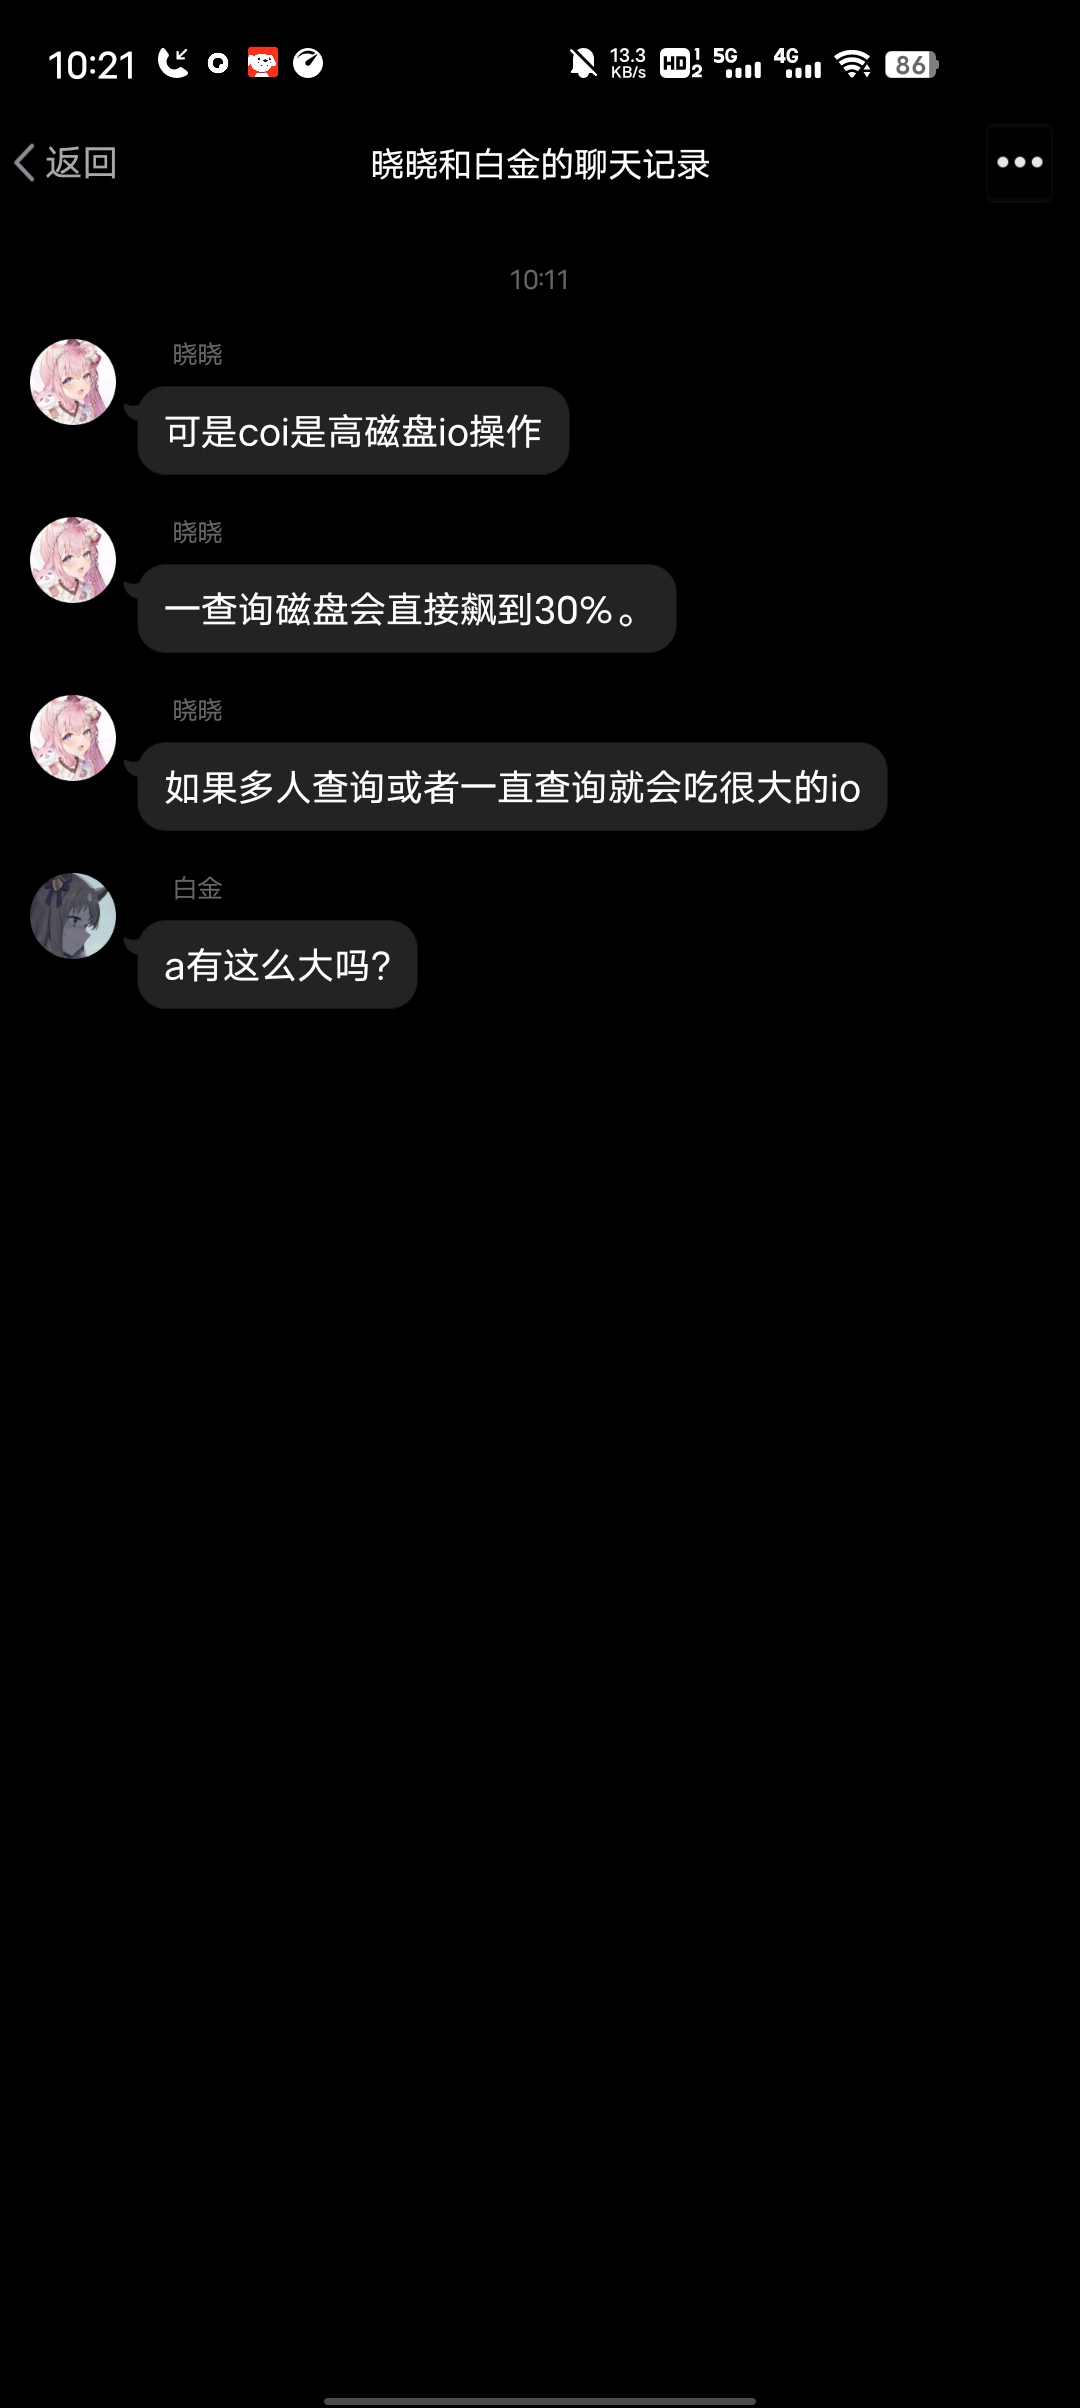 10:21 13.3 KB/s HD 1 2 5G 4G 86
返回 晓晓和白金的聊天记录
10:11
晓晓
可是coi是高磁盘io操作
晓晓
一查询磁盘会直接飙到30%。
晓晓
如果多人查询或者一直查询就会吃很大的io
白金
a有这么大吗?